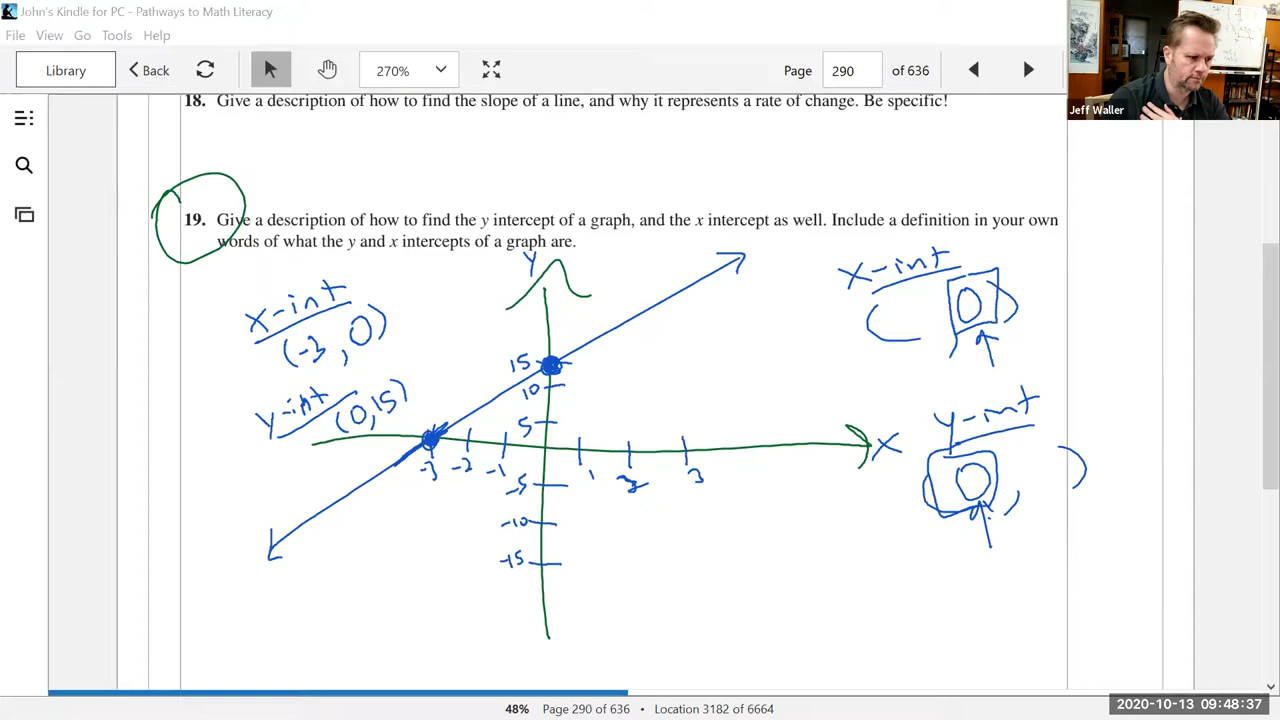 John's Kindle for PC - Pathways to Math Literacy
File View Go Tools Help
Library Back 270% Page 290 of 636
Jeff Waller
18. Give a description of how to find the slope of a line, and why it represents a rate of change. Be specific!
19. Give a description of how to find the y intercept of a graph, and the x intercept as well. Include a definition in your own
words of what the y and x intercepts of a graph are.
y
x-int
(-3, 0)
y-int (0,15)
15
10
5
-3 -2 -1 1 2 3
x
-5
-10
-15
x-int
( , 0)
y-int
(0, )
48% Page 290 of 636 • Location 3182 of 6664
2020-10-13 09:48:37